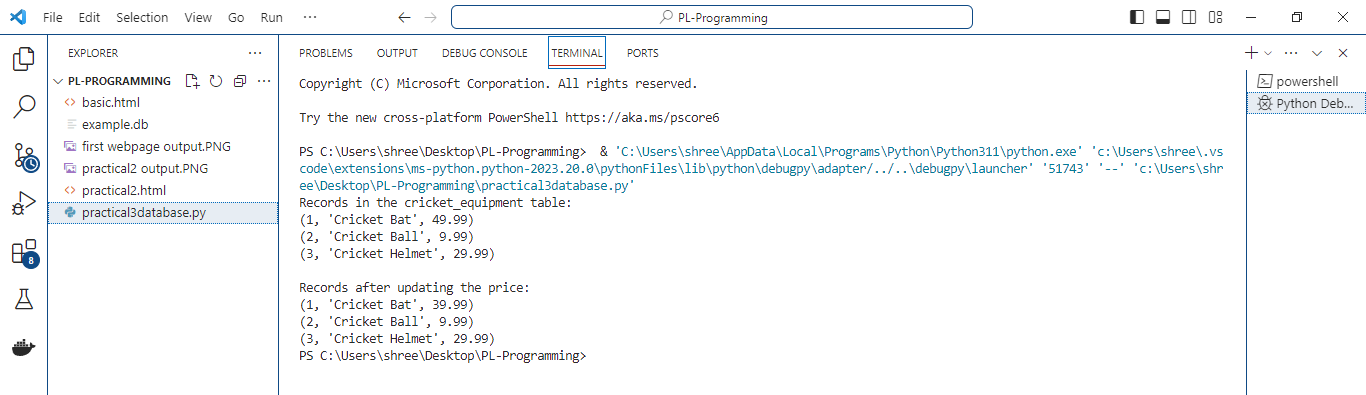 File Edit Selection View Go Run ··· PL-Programming
EXPLORER ···
PL-PROGRAMMING ···
basic.html
example.db
first webpage output.PNG
practical2 output.PNG
practical2.html
practical3database.py
8
PROBLEMS OUTPUT DEBUG CONSOLE TERMINAL PORTS ···
Copyright (C) Microsoft Corporation. All rights reserved.
Try the new cross-platform PowerShell https://aka.ms/pscore6
PS C:\Users\shree\Desktop\PL-Programming>  & 'C:\Users\shree\AppData\Local\Programs\Python\Python311\python.exe' 'c:\Users\shree\.vs
code\extensions\ms-python.python-2023.20.0\pythonFiles\lib\python\debugpy\adapter/../..\debugpy\launcher' '51743' '--' 'c:\Users\shr
ee\Desktop\PL-Programming\practical3database.py'
Records in the cricket_equipment table:
(1, 'Cricket Bat', 49.99)
(2, 'Cricket Ball', 9.99)
(3, 'Cricket Helmet', 29.99)
Records after updating the price:
(1, 'Cricket Bat', 39.99)
(2, 'Cricket Ball', 9.99)
(3, 'Cricket Helmet', 29.99)
PS C:\Users\shree\Desktop\PL-Programming>
powershell
Python Deb...